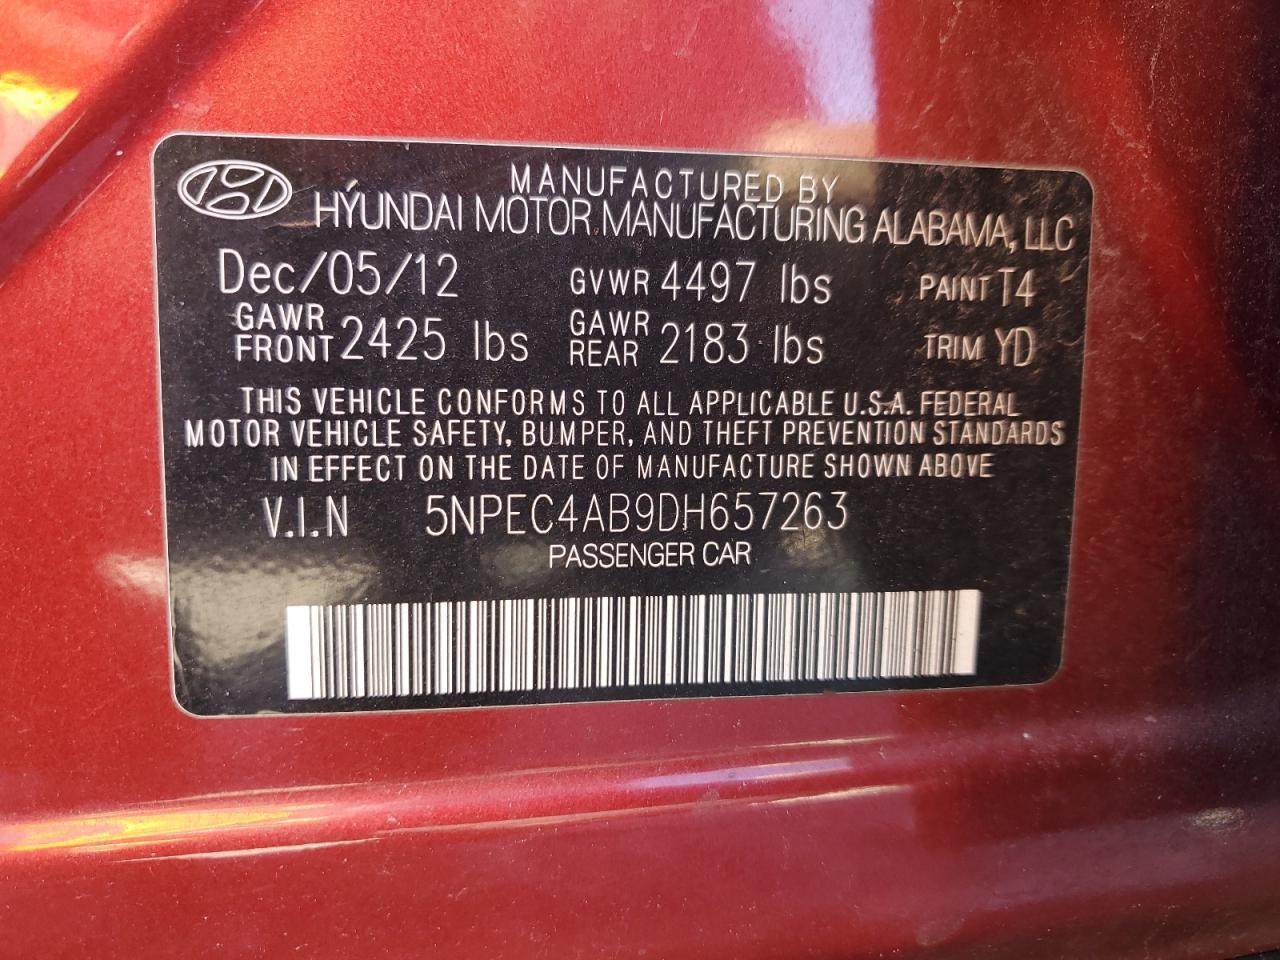 MANUFACTURED BY
HYUNDAI MOTOR MANUFACTURING ALABAMA, LLC
Dec/05/12 GVWR 4497 lbs PAINT T4
GAWR FRONT 2425 lbs GAWR REAR 2183 lbs TRIM YD
THIS VEHICLE CONFORMS TO ALL APPLICABLE U.S.A. FEDERAL
MOTOR VEHICLE SAFETY, BUMPER, AND THEFT PREVENTION STANDARDS
IN EFFECT ON THE DATE OF MANUFACTURE SHOWN ABOVE
V.I.N 5NPEC4AB9DH657263
PASSENGER CAR